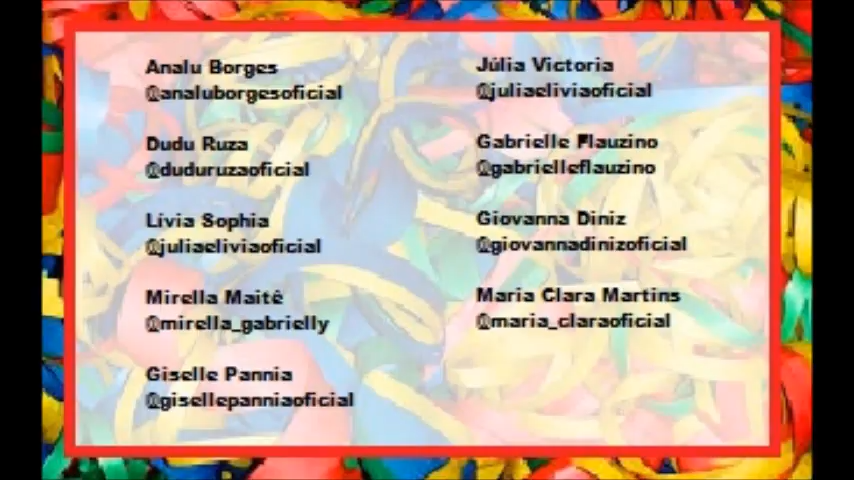 Analu Borges
@analuborgesoficial
Dudu Ruza
@duduruzaoficial
Lívia Sophia
@juliaeliviaoficial
Mirella Maitê
@mirella_gabrielly
Giselle Pannia
@gisellepanniaoficial
Júlia Victoria
@juliaeliviaoficial
Gabrielle Flauzino
@gabrielleflauzino
Giovanna Diniz
@giovannadinizoficial
Maria Clara Martins
@maria_claraoficial